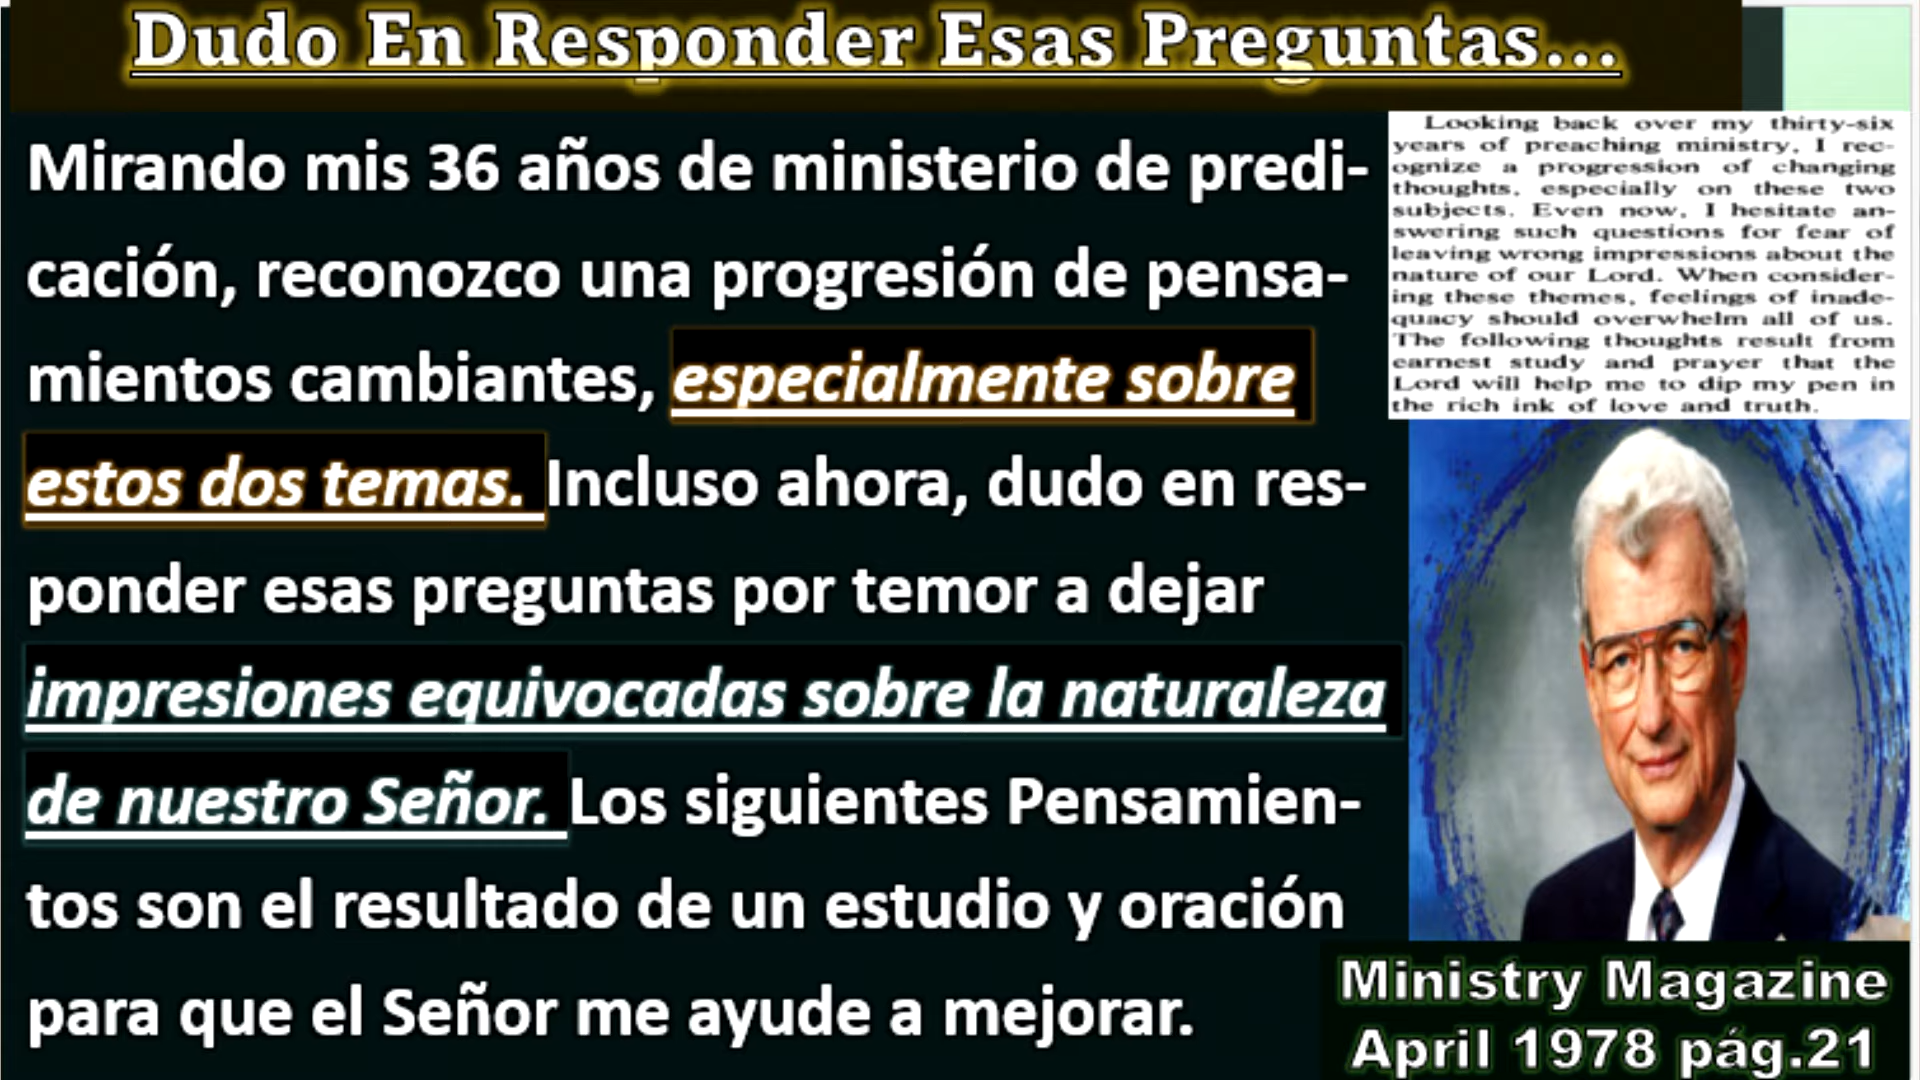 Dudo En Responder Esas Preguntas...
Mirando mis 36 años de ministerio de predi-
cación, reconozco una progresión de pensa-
mientos cambiantes, especialmente sobre
estos dos temas. Incluso ahora, dudo en res-
ponder esas preguntas por temor a dejar
impresiones equivocadas sobre la naturaleza
de nuestro Señor. Los siguientes Pensamien-
tos son el resultado de un estudio y oración
para que el Señor me ayude a mejorar.
Looking back over my thirty-six
years of preaching ministry, I rec-
ognize a progression of changing
thoughts, especially on these two
subjects. Even now, I hesitate an-
swering such questions for fear of
leaving wrong impressions about the
nature of our Lord. When consider-
ing these themes, feelings of inade-
quacy should overwhelm all of us.
The following thoughts result from
earnest study and prayer that the
Lord will help me to dip my pen in
the rich ink of love and truth.
Ministry Magazine
April 1978 pág.21